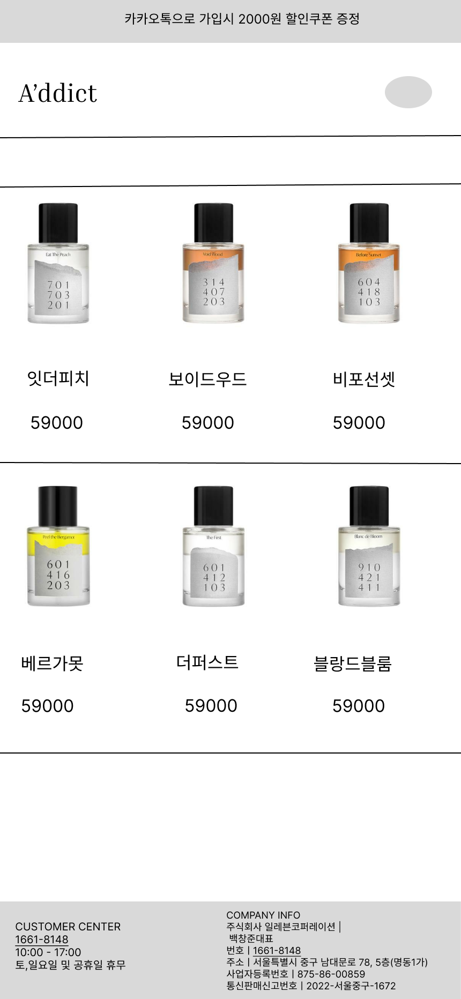 카카오톡으로 가입시 2000원 할인쿠폰 증정
A’ddict
Eat The Peach
701
703
201
Void Wood
314
407
203
Before Sunset
604
418
103
잇더피치
보이드우드
비포선셋
59000
59000
59000
Peel the Bergamot
601
416
203
The First
601
412
103
Blanc de Bloom
910
421
411
베르가못
더퍼스트
블랑드블룸
59000
59000
59000
CUSTOMER CENTER
1661-8148
10:00 - 17:00
토,일요일 및 공휴일 휴무
COMPANY INFO
주식회사 일레븐코퍼레이션 |
백창준대표
번호 | 1661-8148
주소 | 서울특별시 중구 남대문로 78, 5층(명동1가)
사업자등록번호 | 875-86-00859
통신판매신고번호 | 2022-서울중구-1672